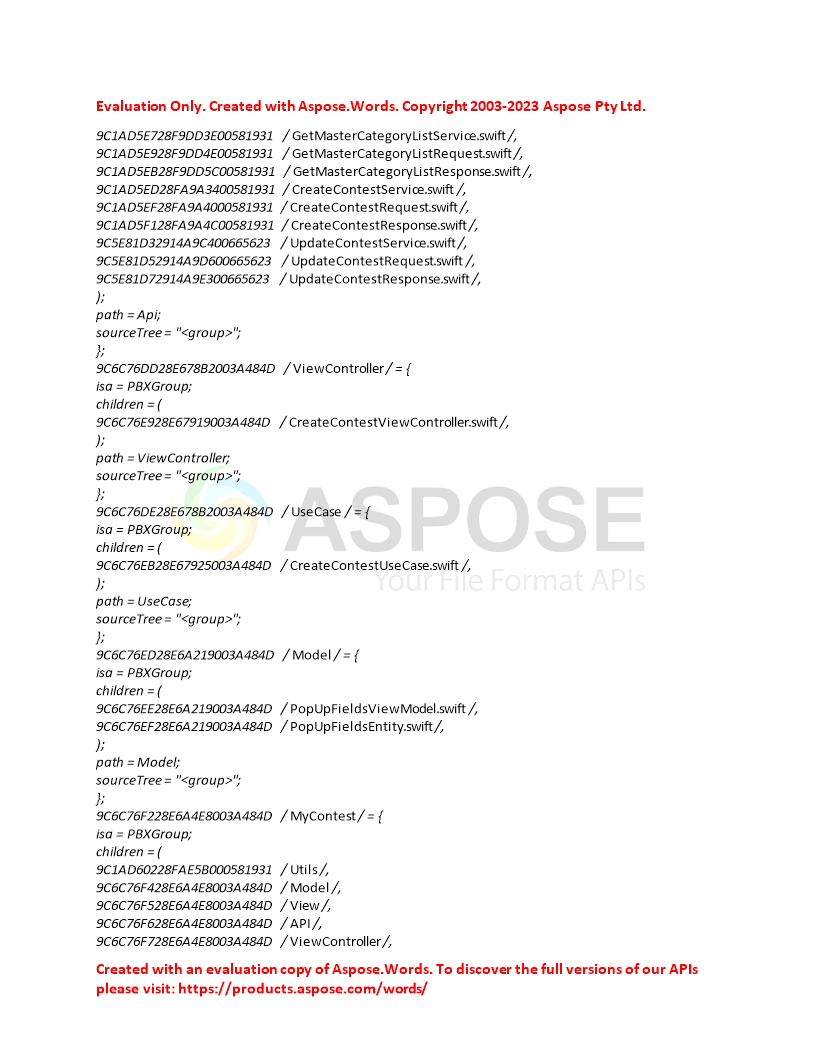 Evaluation Only. Created with Aspose.Words. Copyright 2003-2023 Aspose Pty Ltd.
9C1AD5E728F9DD3E00581931 / GetMasterCategoryListService.swift /,
9C1AD5E928F9DD4E00581931 / GetMasterCategoryListRequest.swift /,
9C1AD5EB28F9DD5C00581931 / GetMasterCategoryListResponse.swift /,
9C1AD5ED28FA9A3400581931 / CreateContestService.swift /,
9C1AD5EF28FA9A4000581931 / CreateContestRequest.swift /,
9C1AD5F128FA9A4C00581931 / CreateContestResponse.swift /,
9C5E81D32914A9C400665623 / UpdateContestService.swift /,
9C5E81D52914A9D600665623 / UpdateContestRequest.swift /,
9C5E81D72914A9E300665623 / UpdateContestResponse.swift /,
);
path = Api;
sourceTree = "<group>";
};
9C6C76DD28E678B2003A484D / ViewController / = {
isa = PBXGroup;
children = (
9C6C76E928E67919003A484D / CreateContestViewController.swift /,
);
path = ViewController;
sourceTree = "<group>";
};
9C6C76DE28E678B2003A484D / UseCase / = {
isa = PBXGroup;
children = (
9C6C76EB28E67925003A484D / CreateContestUseCase.swift /,
);
path = UseCase;
sourceTree = "<group>";
};
9C6C76ED28E6A219003A484D / Model / = {
isa = PBXGroup;
children = (
9C6C76EE28E6A219003A484D / PopUpFieldsViewModel.swift /,
9C6C76EF28E6A219003A484D / PopUpFieldsEntity.swift /,
);
path = Model;
sourceTree = "<group>";
};
9C6C76F228E6A4E8003A484D / MyContest / = {
isa = PBXGroup;
children = (
9C1AD60228FAE5B000581931 / Utils /,
9C6C76F428E6A4E8003A484D / Model /,
9C6C76F528E6A4E8003A484D / View /,
9C6C76F628E6A4E8003A484D / API /,
9C6C76F728E6A4E8003A484D / ViewController /,
ASPOSE
Your File Format APIs
Created with an evaluation copy of Aspose.Words. To discover the full versions of our APIs
please visit: https://products.aspose.com/words/